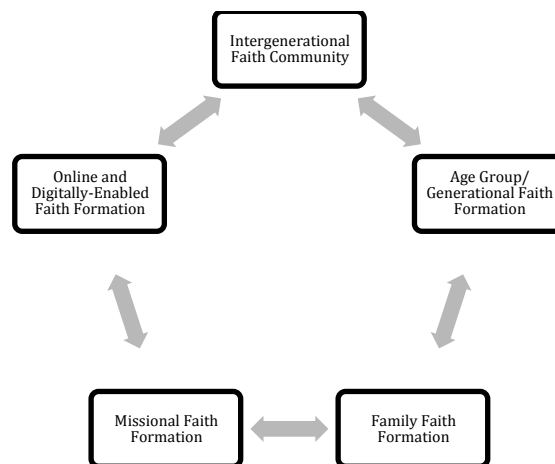 Intergenerational
Faith Community
Online and
Digitally-Enabled
Faith Formation
Age Group/
Generational Faith
Formation
Missional Faith
Formation
Family Faith
Formation